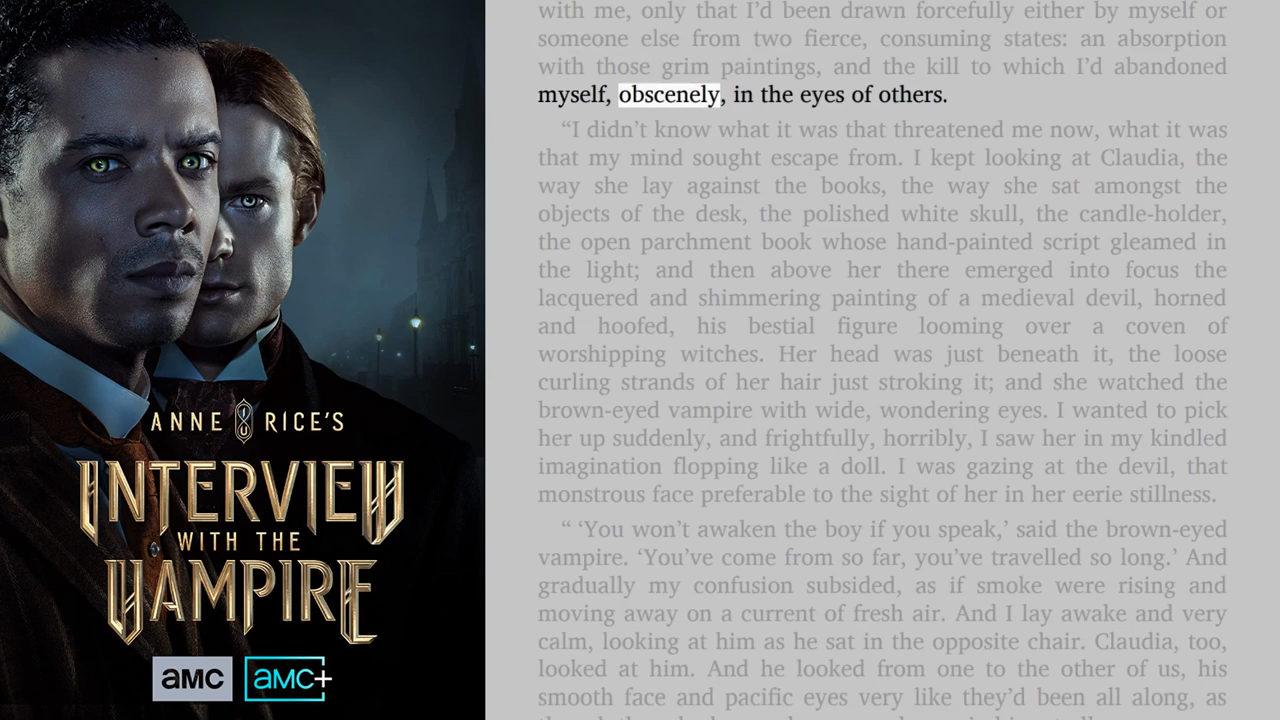 ANNE RICE'S
INTERVIEW
WITH THE
VAMPIRE
aMC
aMC+
with me, only that I’d been drawn forcefully either by myself or
someone else from two fierce, consuming states: an absorption
with those grim paintings, and the kill to which I’d abandoned
myself, obscenely, in the eyes of others.
“I didn’t know what it was that threatened me now, what it was
that my mind sought escape from. I kept looking at Claudia, the
way she lay against the books, the way she sat amongst the
objects of the desk, the polished white skull, the candle-holder,
the open parchment book whose hand-painted script gleamed in
the light; and then above her there emerged into focus the
lacquered and shimmering painting of a medieval devil, horned
and hoofed, his bestial figure looming over a coven of
worshipping witches. Her head was just beneath it, the loose
curling strands of her hair just stroking it; and she watched the
brown-eyed vampire with wide, wondering eyes. I wanted to pick
her up suddenly, and frightfully, horribly, I saw her in my kindled
imagination flopping like a doll. I was gazing at the devil, that
monstrous face preferable to the sight of her in her eerie stillness.
“ ‘You won’t awaken the boy if you speak,’ said the brown-eyed
vampire. ‘You’ve come from so far, you’ve travelled so long.’ And
gradually my confusion subsided, as if smoke were rising and
moving away on a current of fresh air. And I lay awake and very
calm, looking at him as he sat in the opposite chair. Claudia, too,
looked at him. And he looked from one to the other of us, his
smooth face and pacific eyes very like they’d been all along, as